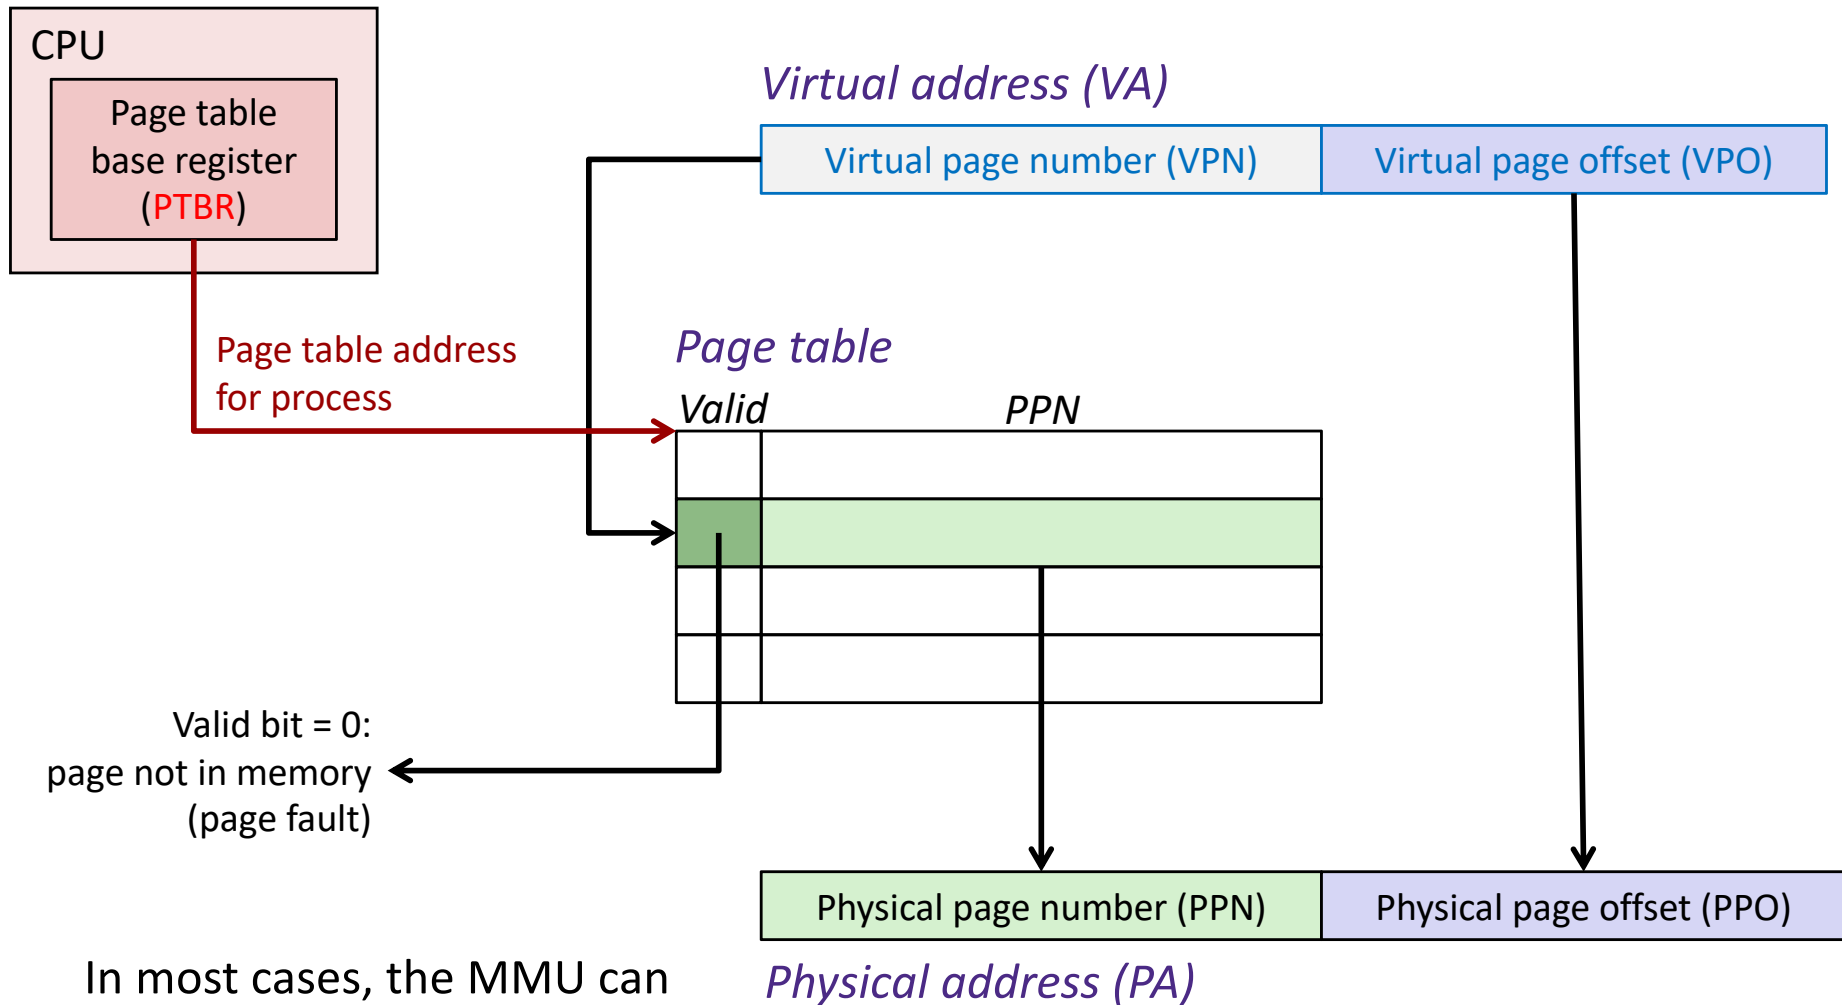 CPU
Page table
base register
(PTBR)
Virtual address (VA)
Virtual page number (VPN)
Virtual page offset (VPO)
Page table address
for process
Page table
Valid
PPN
Valid bit = 0:
page not in memory
(page fault)
Physical page number (PPN)
Physical page offset (PPO)
In most cases, the MMU can
Physical address (PA)